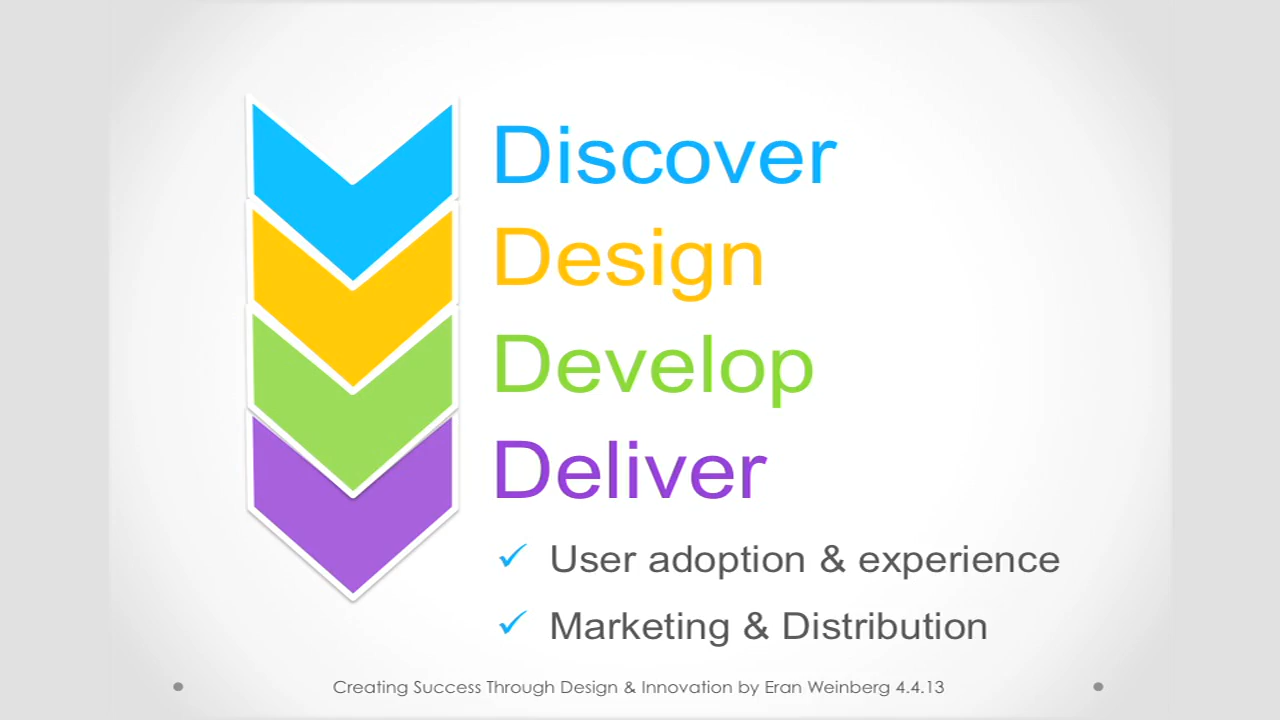 Discover
Design
Develop
Deliver
✓ User adoption & experience
✓ Marketing & Distribution
Creating Success Through Design & Innovation by Eran Weinberg 4.4.13